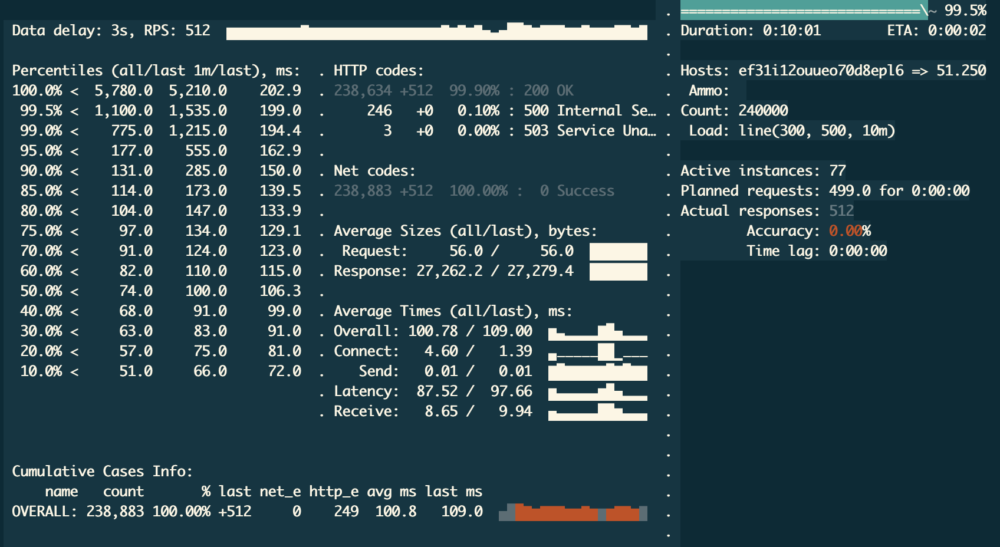 =============================\~ 99.5%
Data delay: 3s, RPS: 512
Duration: 0:10:01 ETA: 0:00:02
Percentiles (all/last 1m/last), ms:
100.0% < 5,780.0 5,210.0 202.9
99.5% < 1,100.0 1,535.0 199.0
99.0% < 775.0 1,215.0 194.4
95.0% < 177.0 555.0 162.9
90.0% < 131.0 285.0 150.0
85.0% < 114.0 173.0 139.5
80.0% < 104.0 147.0 133.9
75.0% < 97.0 134.0 129.1
70.0% < 91.0 124.0 123.0
60.0% < 82.0 110.0 115.0
50.0% < 74.0 100.0 106.3
40.0% < 68.0 91.0 99.0
30.0% < 63.0 83.0 91.0
20.0% < 57.0 75.0 81.0
10.0% < 51.0 66.0 72.0
. HTTP codes:
. 238,634 +512 99.90% : 200 OK
. 246 +0 0.10% : 500 Internal Se…
. 3 +0 0.00% : 503 Service Una…
.
. Net codes:
. 238,883 +512 100.00% : 0 Success
.
. Average Sizes (all/last), bytes:
. Request: 56.0 / 56.0
. Response: 27,262.2 / 27,279.4
.
. Average Times (all/last), ms:
. Overall: 100.78 / 109.00
. Connect: 4.60 / 1.39
. Send: 0.01 / 0.01
. Latency: 87.52 / 97.66
. Receive: 8.65 / 9.94
. Hosts: ef31i12ouueo70d8epl6 => 51.250
. Ammo:
. Count: 240000
. Load: line(300, 500, 10m)
.
. Active instances: 77
. Planned requests: 499.0 for 0:00:00
. Actual responses: 512
. Accuracy: 0.00%
. Time lag: 0:00:00
Cumulative Cases Info:
name count % last net_e http_e avg ms last ms
OVERALL: 238,883 100.00% +512 0 249 100.8 109.0